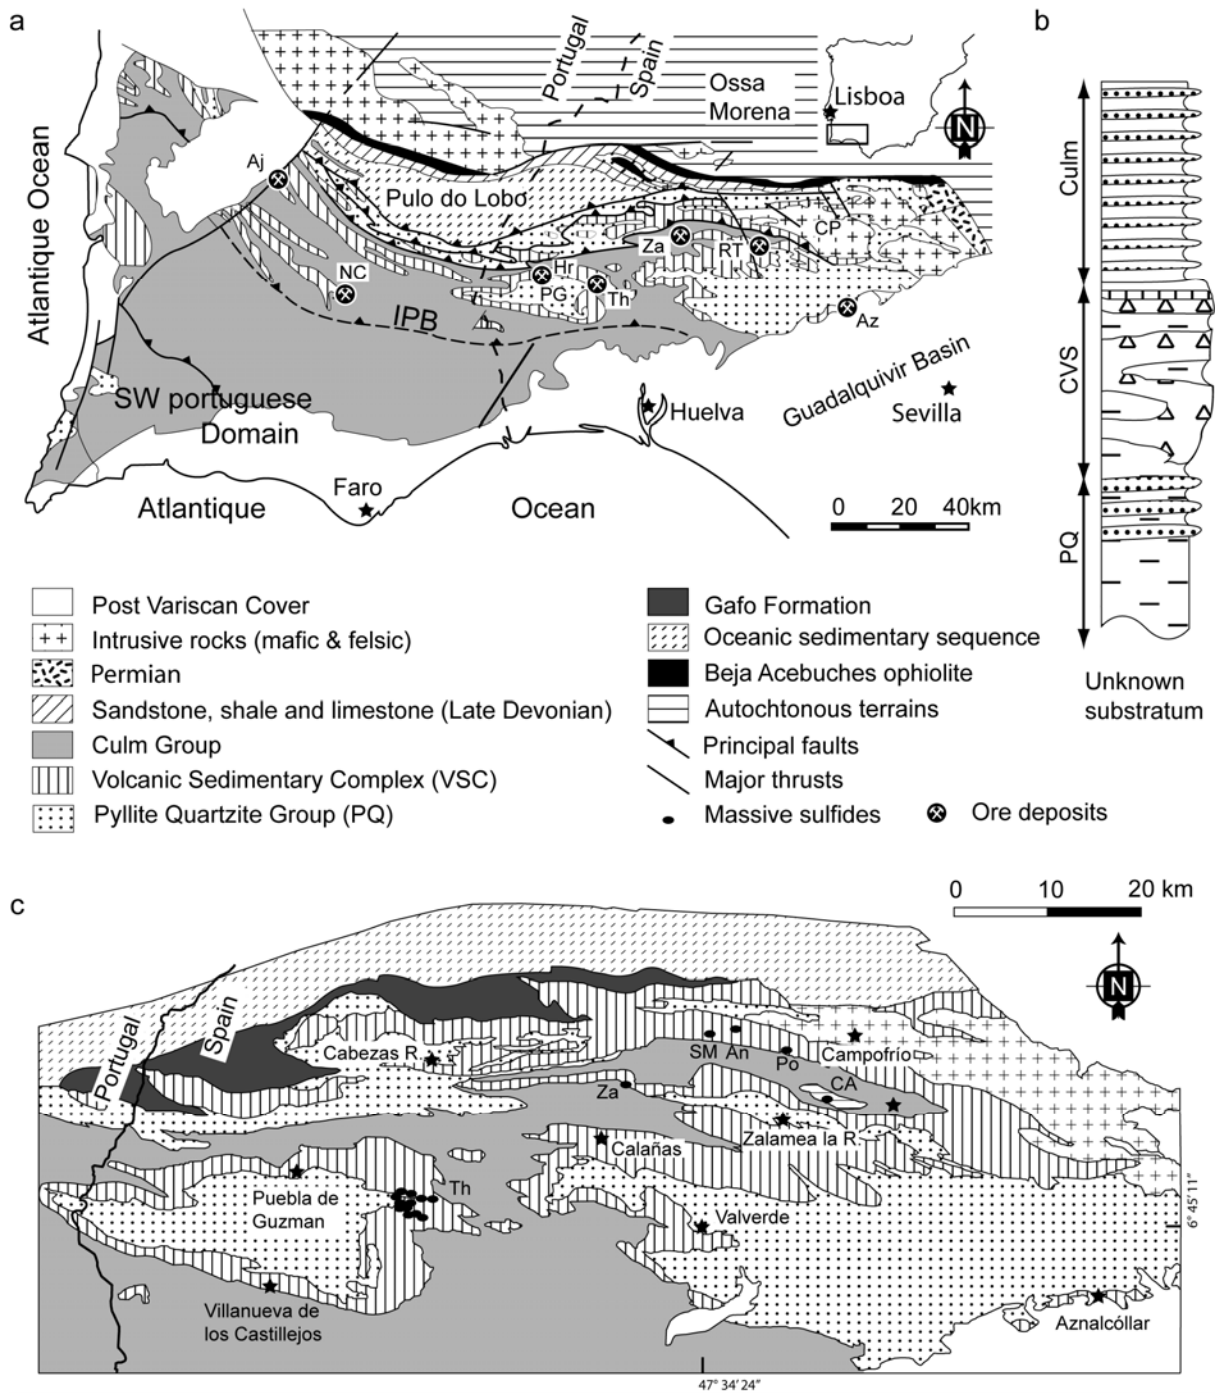 a
b
Portugal
Spain
Ossa
Morena
Lisboa
N
Atlantique Ocean
Aj
Pulo do Lobo
CP
Za
RT
NC
Hr
PG
Th
IPB
Az
Guadalquivir Basin
SW portuguese
Domain
Huelva
Sevilla
Faro
Atlantique
Ocean
0 20 40km
Culm
CVS
PQ
Unknown
substratum
Post Variscan Cover
Intrusive rocks (mafic & felsic)
Permian
Sandstone, shale and limestone (Late Devonian)
Culm Group
Volcanic Sedimentary Complex (VSC)
Pyllite Quartzite Group (PQ)
Gafo Formation
Oceanic sedimentary sequence
Beja Acebuches ophiolite
Autochtonous terrains
Principal faults
Major thrusts
Massive sulfides
Ore deposits
c
0 10 20 km
N
Portugal
Spain
Cabezas R.
SM An
Po
Campofrío
CA
Za
Zalamea la R.
Calañas
Th
Puebla de
Guzman
Valverde
6° 45' 11"
Villanueva de
los Castillejos
Aznalcóllar
47° 34' 24"